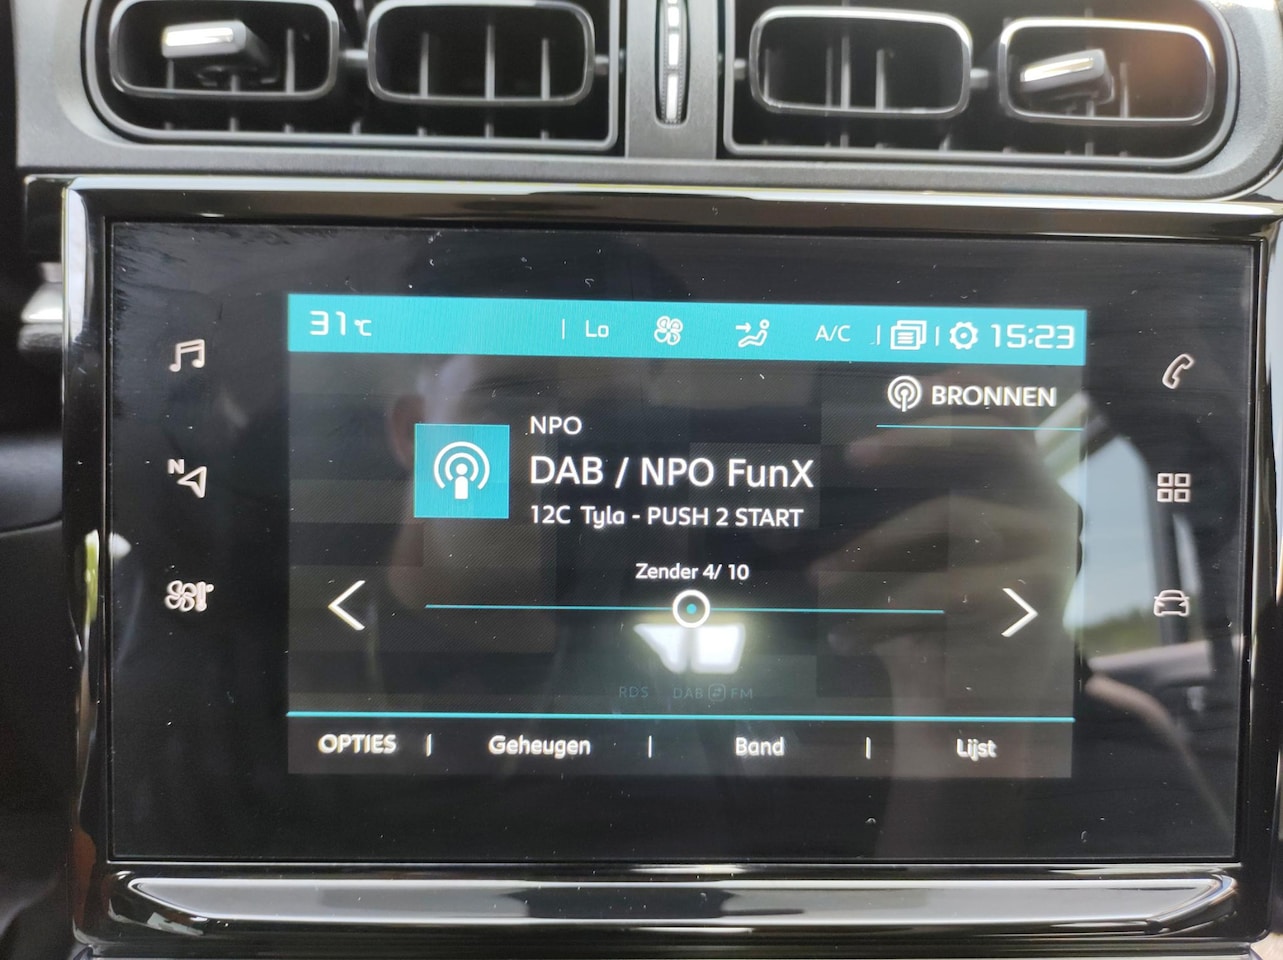 31℃ | Lo A/C | | 15:23
BRONNEN
NPO
DAB / NPO FunX
12C Tyla - PUSH 2 START
Zender 4/ 10
N
RDS DAB FM
OPTIES | Geheugen | Band | Lijst